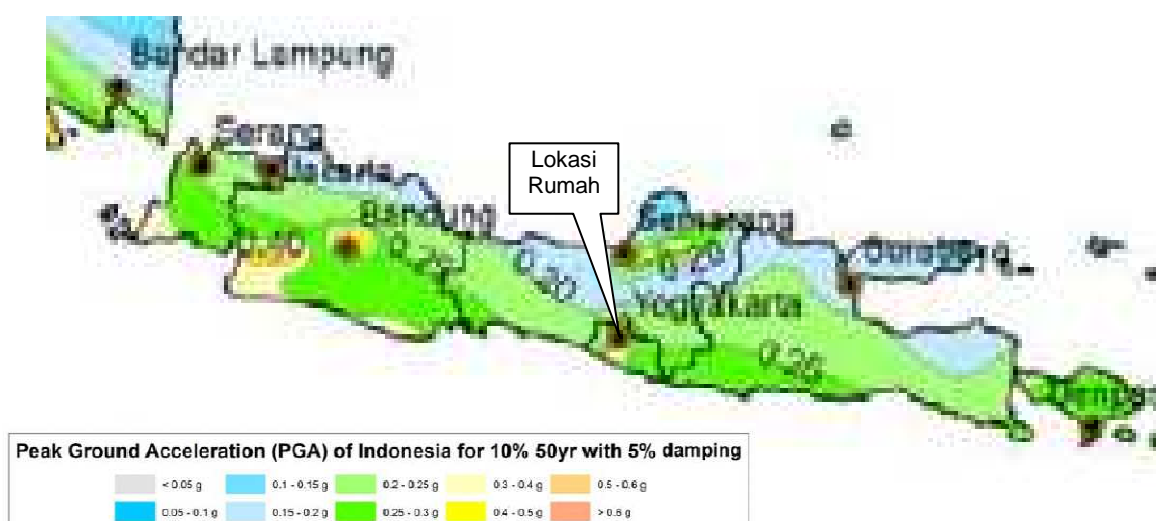 Bandar Lampung
Serang
Jakarta
Lokasi
Rumah
Bandung
Semarang
Surabaya
0.25
0.20
0.20
Yogyakarta
Peak Ground Acceleration (PGA) of Indonesia for 10% 50yr with 5% damping
< 0.05 g
0.1 - 0.15 g
0.2 - 0.25 g
0.3 - 0.4 g
0.5 - 0.6 g
0.05 - 0.1 g
0.15 - 0.2 g
0.25 - 0.3 g
0.4 - 0.5 g
> 0.6 g